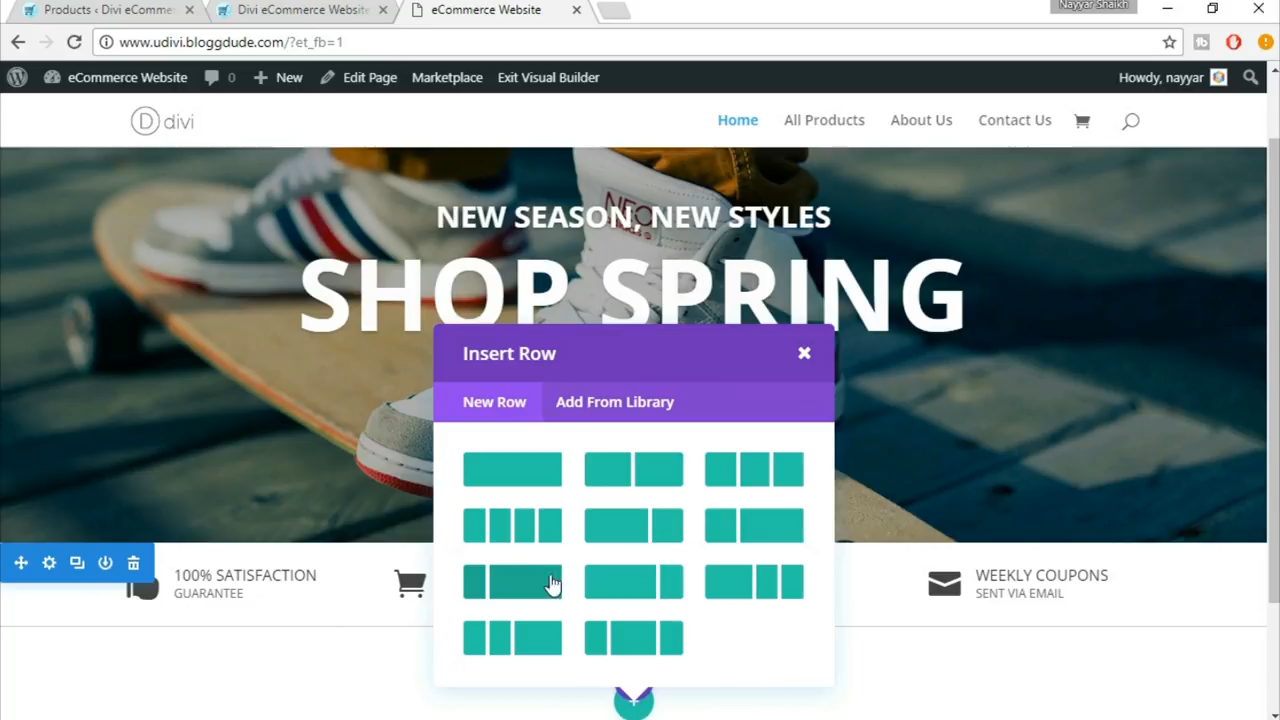 Products ‹ Divi eCommerce
Divi eCommerce Website
eCommerce Website
Nayyar Shaikh
www.udivi.bloggdude.com/?et_fb=1
eCommerce Website
0
New
Edit Page
Marketplace
Exit Visual Builder
Howdy, nayyar
D divi
Home
All Products
About Us
Contact Us
NEO
NEW SEASON, NEW STYLES
SHOP SPRING
Insert Row
New Row
Add From Library
100% SATISFACTION
GUARANTEE
WEEKLY COUPONS
SENT VIA EMAIL